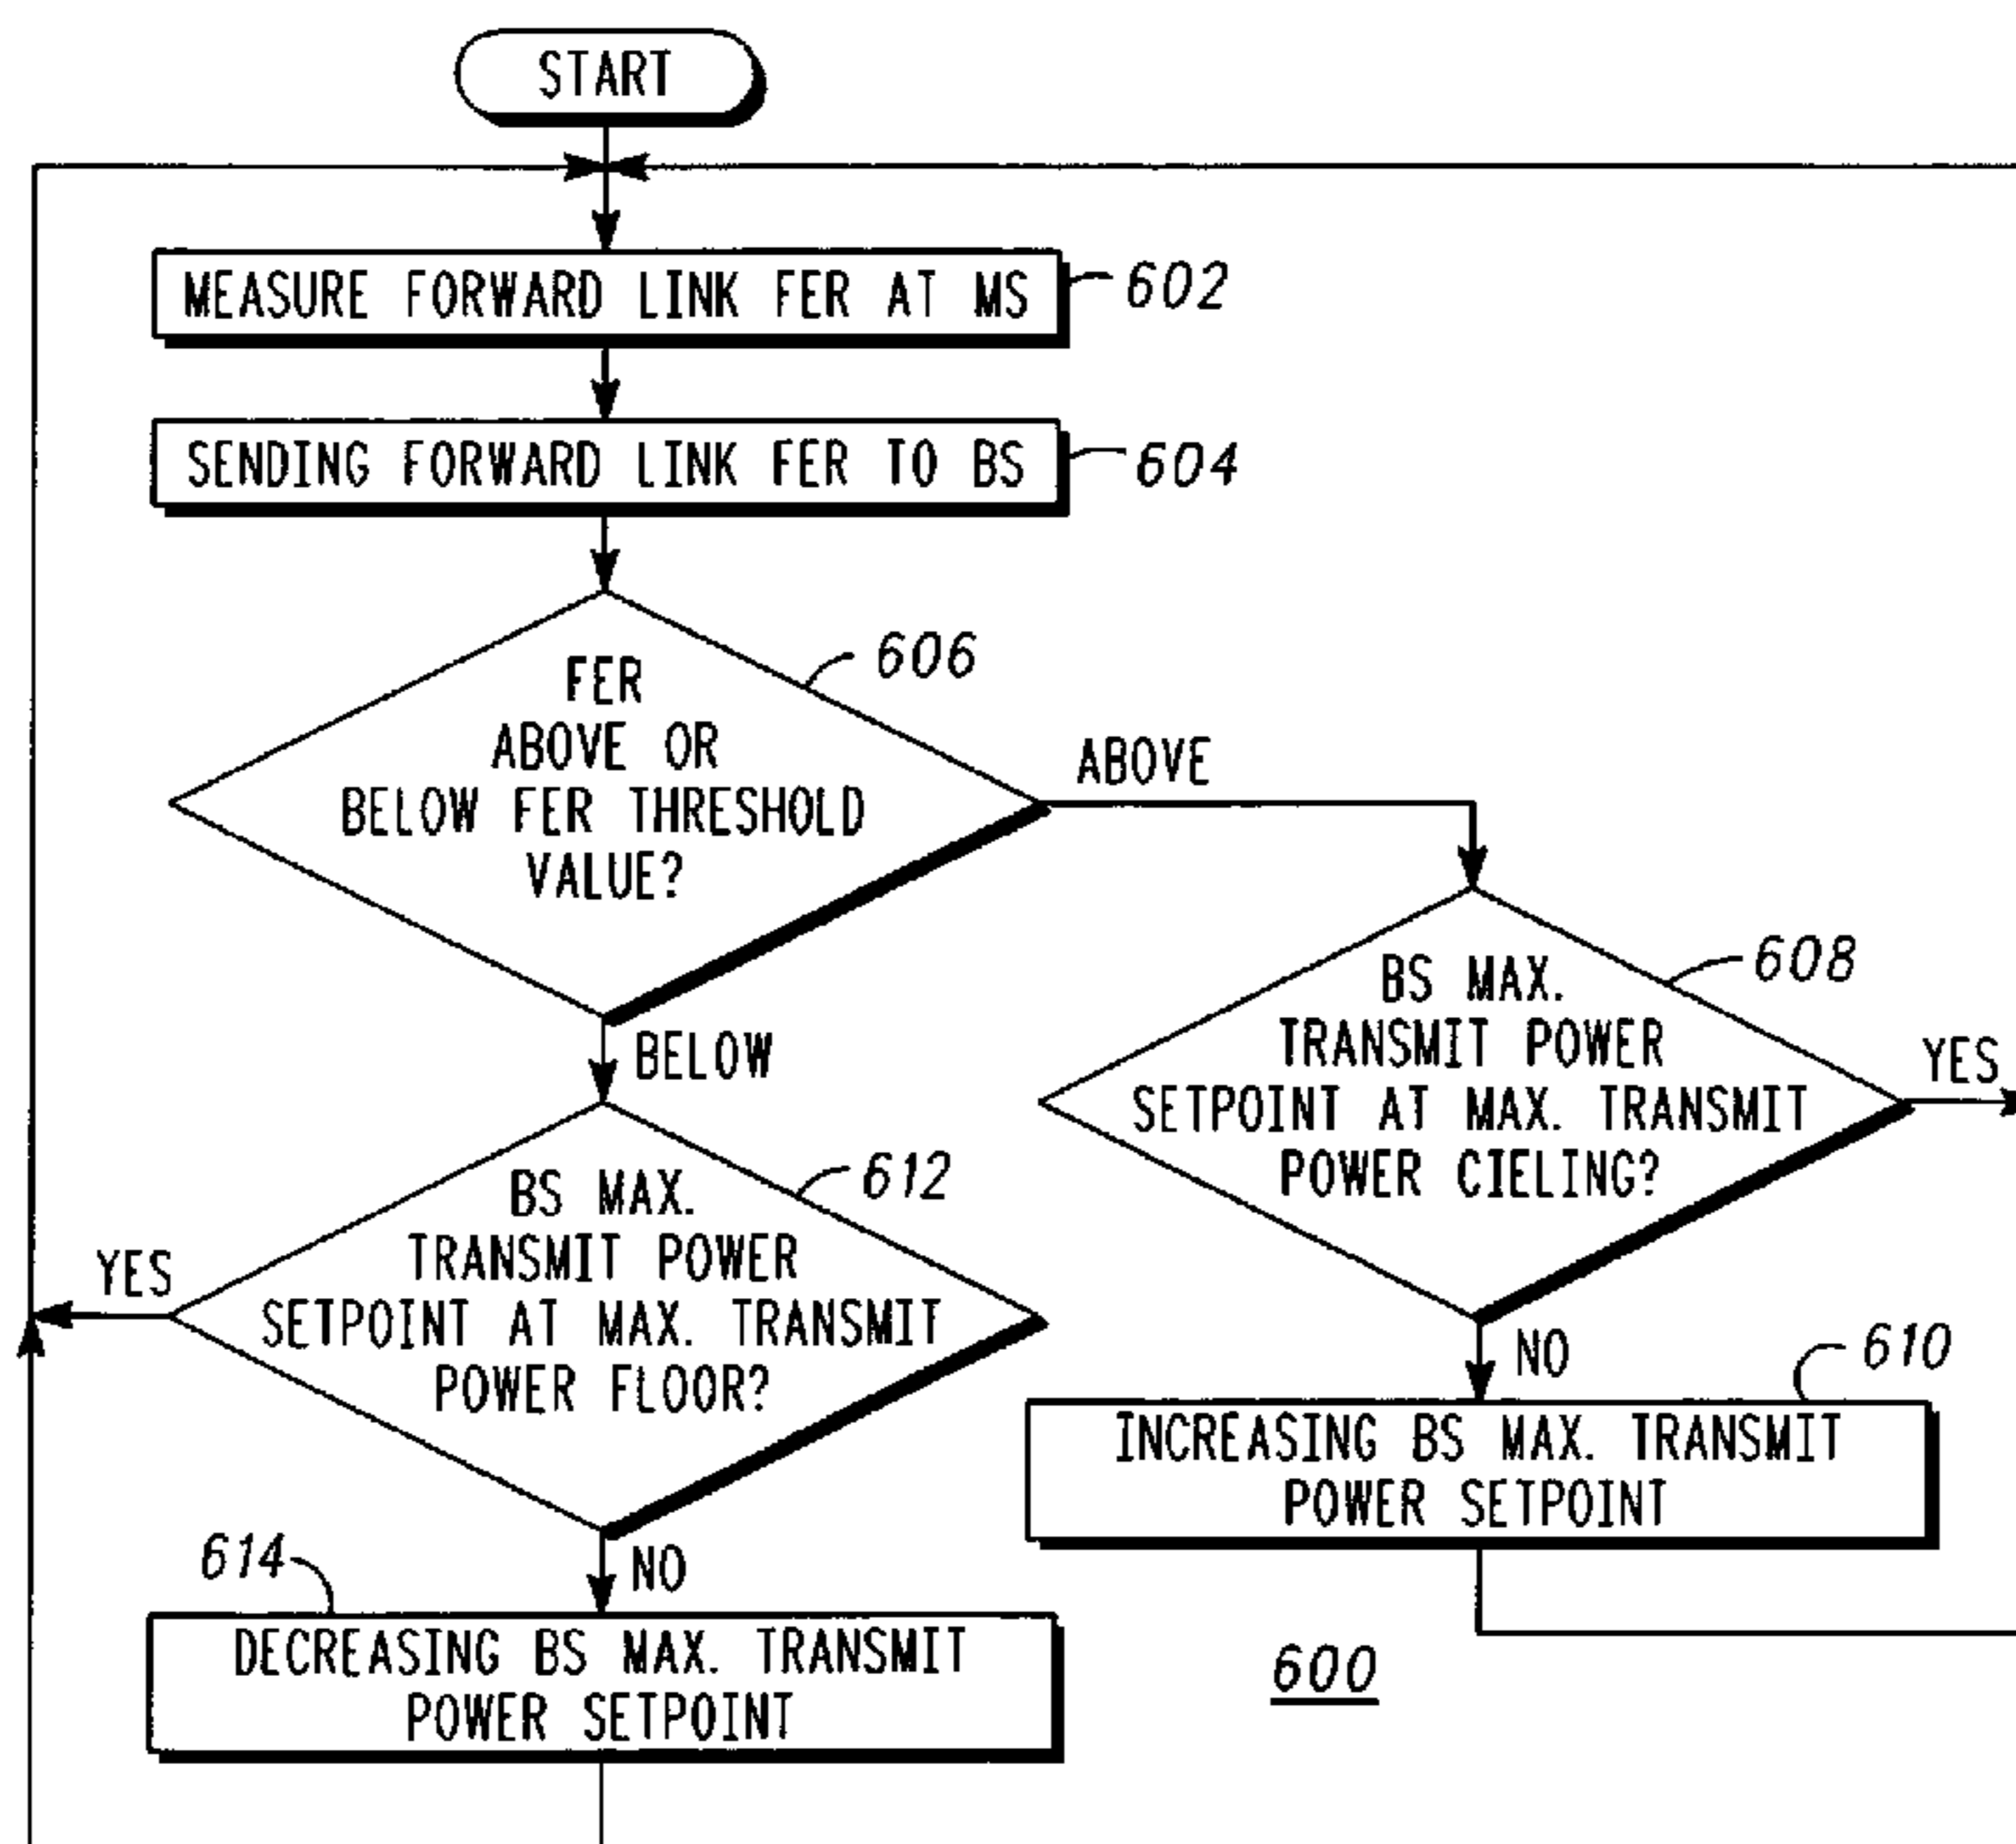 START
MEASURE FORWARD LINK FER AT MS
602
SENDING FORWARD LINK FER TO BS
604
FER
ABOVE OR
BELOW FER THRESHOLD
VALUE?
606
ABOVE
BELOW
BS MAX.
TRANSMIT POWER
SETPOINT AT MAX. TRANSMIT
POWER CIELING?
608
YES
NO
INCREASING BS MAX. TRANSMIT
POWER SETPOINT
610
BS MAX.
TRANSMIT POWER
SETPOINT AT MAX. TRANSMIT
POWER FLOOR?
612
YES
NO
614
DECREASING BS MAX. TRANSMIT
POWER SETPOINT
600